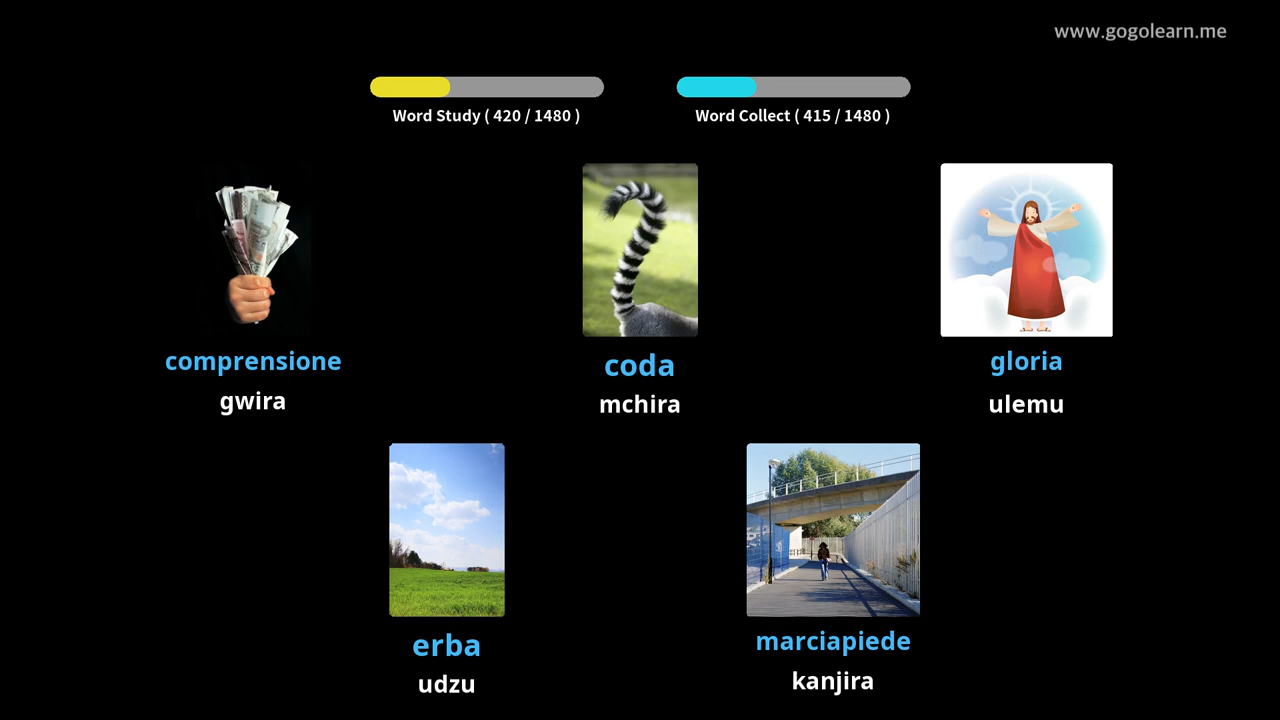 www.gogolearn.me
Word Study ( 420 / 1480 )
Word Collect ( 415 / 1480 )
comprensione
gwira
coda
mchira
gloria
ulemu
erba
udzu
marciapiede
kanjira